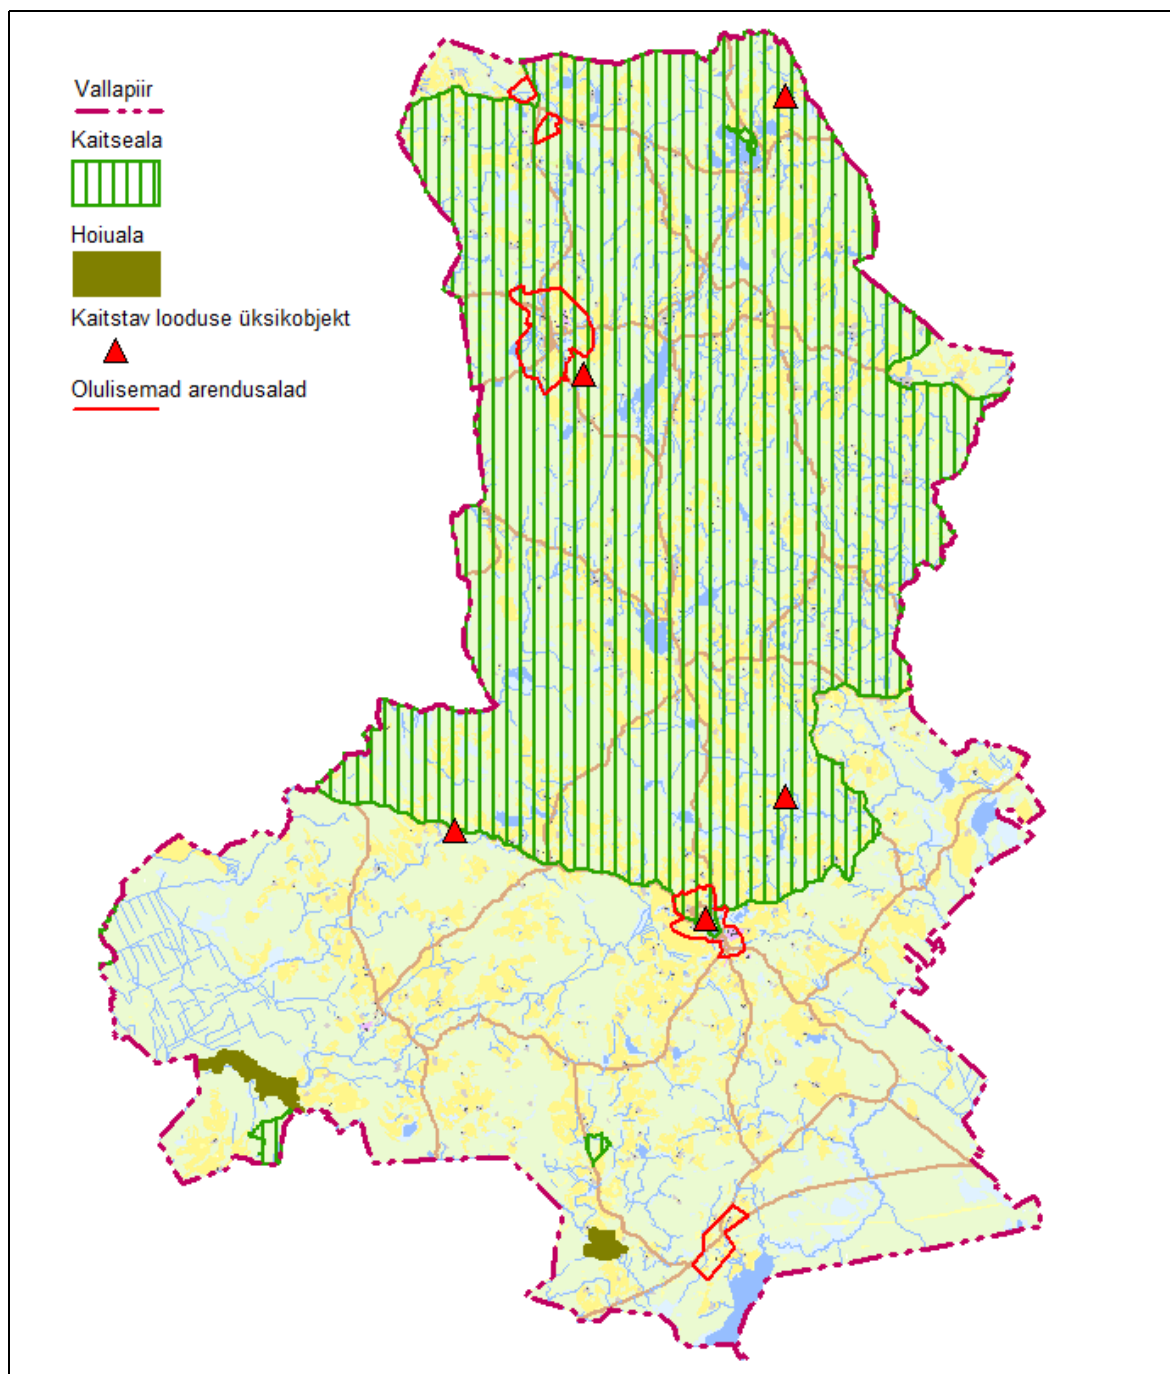 Vallapiir
Kaitseala
Hoiuala
Kaitstav looduse üksikobjekt
Olulisemad arendusalad